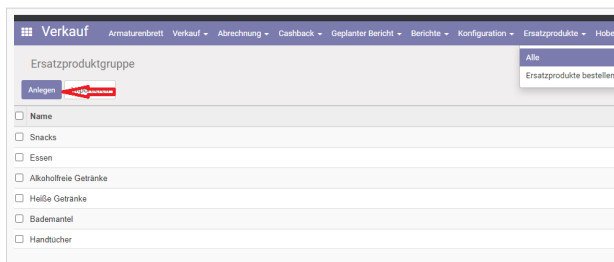 Verkauf Armaturenbrett Verkauf Abrechnung Cashback Geplanter Bericht Berichte Konfiguration Ersatzprodukte Hobe
Alle
Ersatzproduktgruppe
Ersatzprodukte bestellen
Anlegen
Name
Snacks
Essen
Alkoholfreie Getränke
Heiße Getränke
Bademantel
Handtücher